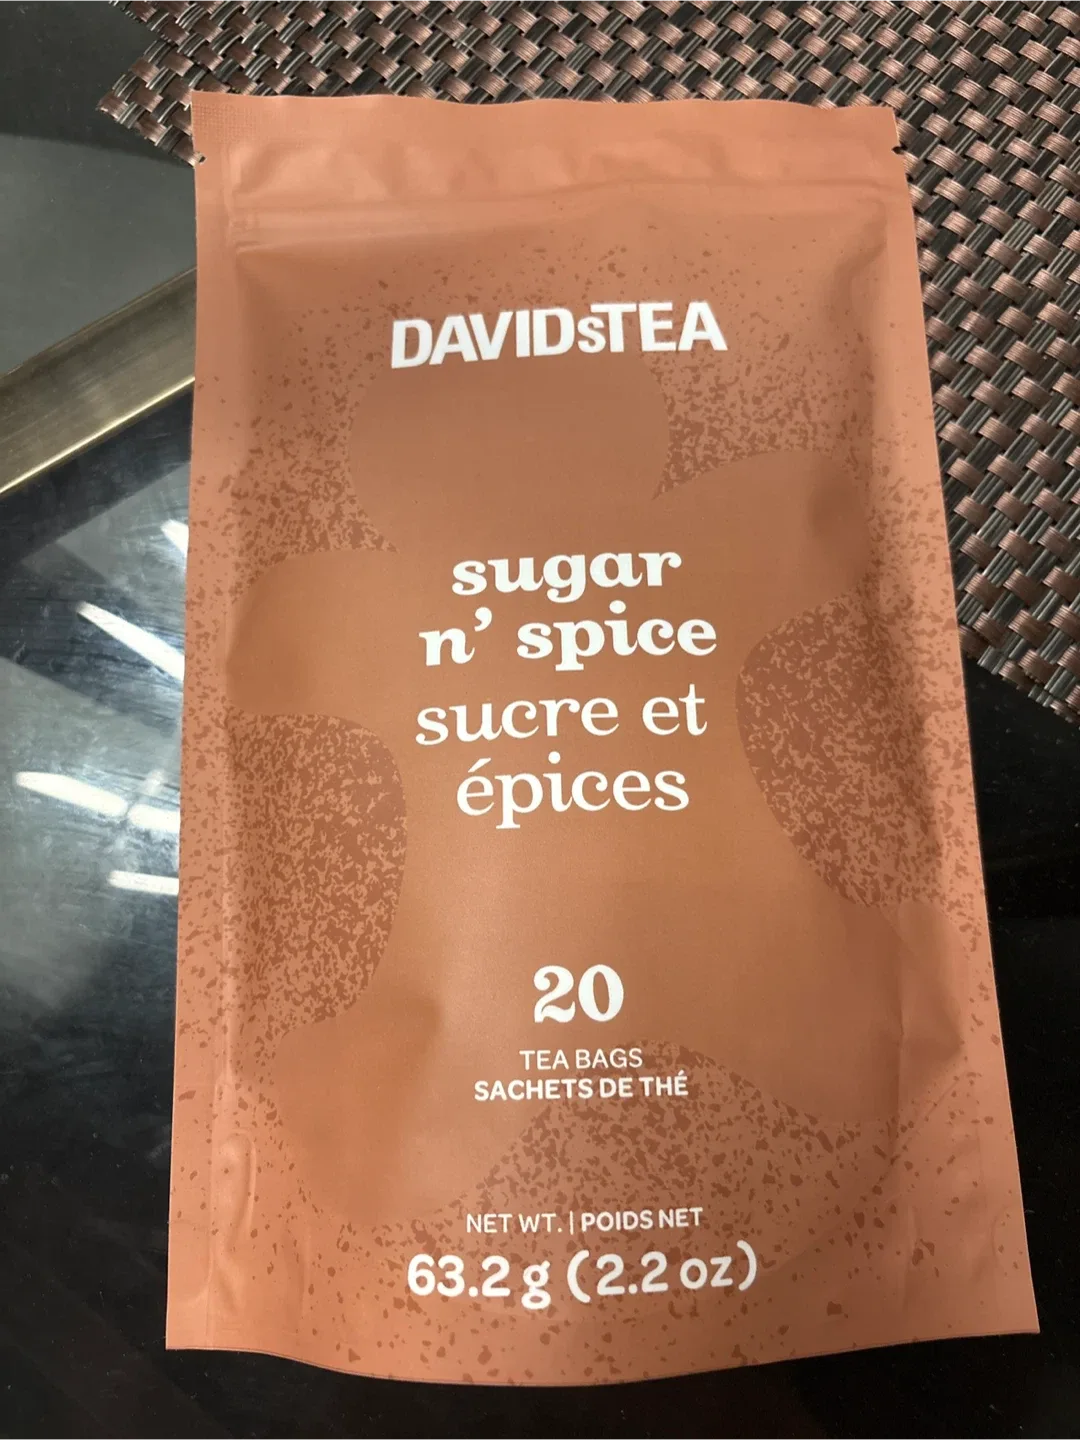 DAVIDsTEA
sugar
n’ spice
sucre et
épices
20
TEA BAGS
SACHETS DE THÉ
NET WT. | POIDS NET
63.2 g (2.2 oz)